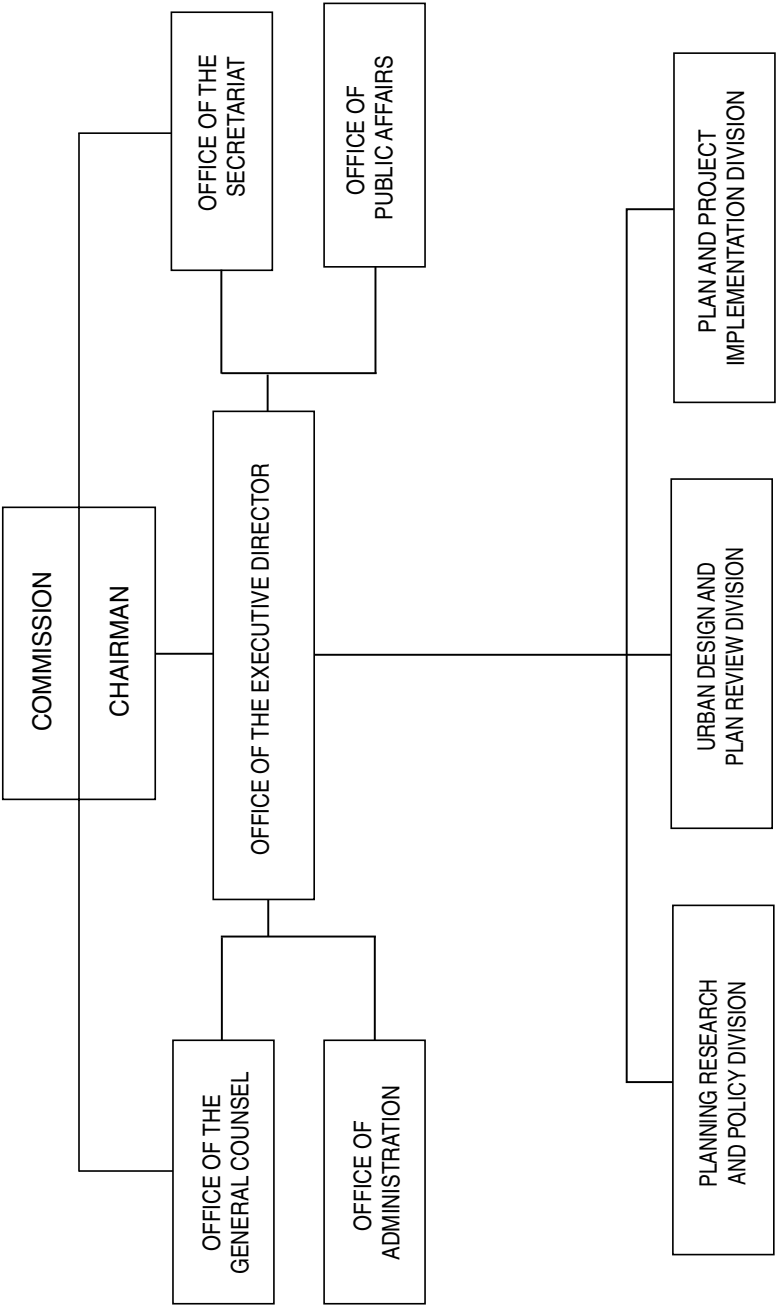 COMMISSION
CHAIRMAN
OFFICE OF THE
GENERAL COUNSEL
OFFICE OF THE EXECUTIVE DIRECTOR
OFFICE OF THE
SECRETARIAT
OFFICE OF
ADMINISTRATION
OFFICE OF
PUBLIC AFFAIRS
PLANNING RESEARCH
AND POLICY DIVISION
URBAN DESIGN AND
PLAN REVIEW DIVISION
PLAN AND PROJECT
IMPLEMENTATION DIVISION